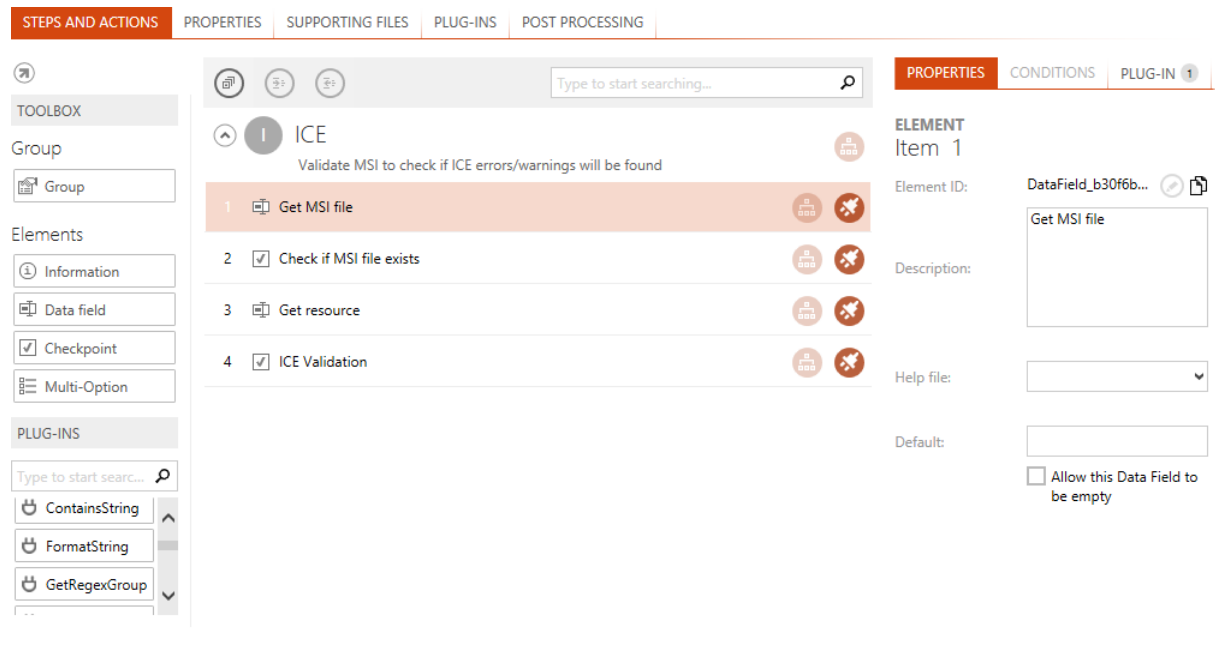 STEPS AND ACTIONS PROPERTIES SUPPORTING FILES PLUG-INS POST PROCESSING
TOOLBOX
Group
Group
Elements
Information
Data field
Checkpoint
Multi-Option
PLUG-INS
Type to start searc...
ContainsString
FormatString
GetRegexGroup
Type to start searching...
I ICE
Validate MSI to check if ICE errors/warnings will be found
1 Get MSI file
2 Check if MSI file exists
3 Get resource
4 ICE Validation
PROPERTIES CONDITIONS PLUG-IN 1
ELEMENT
Item 1
Element ID: DataField_b30f6b...
Get MSI file
Description:
Help file:
Default:
Allow this Data Field to
be empty